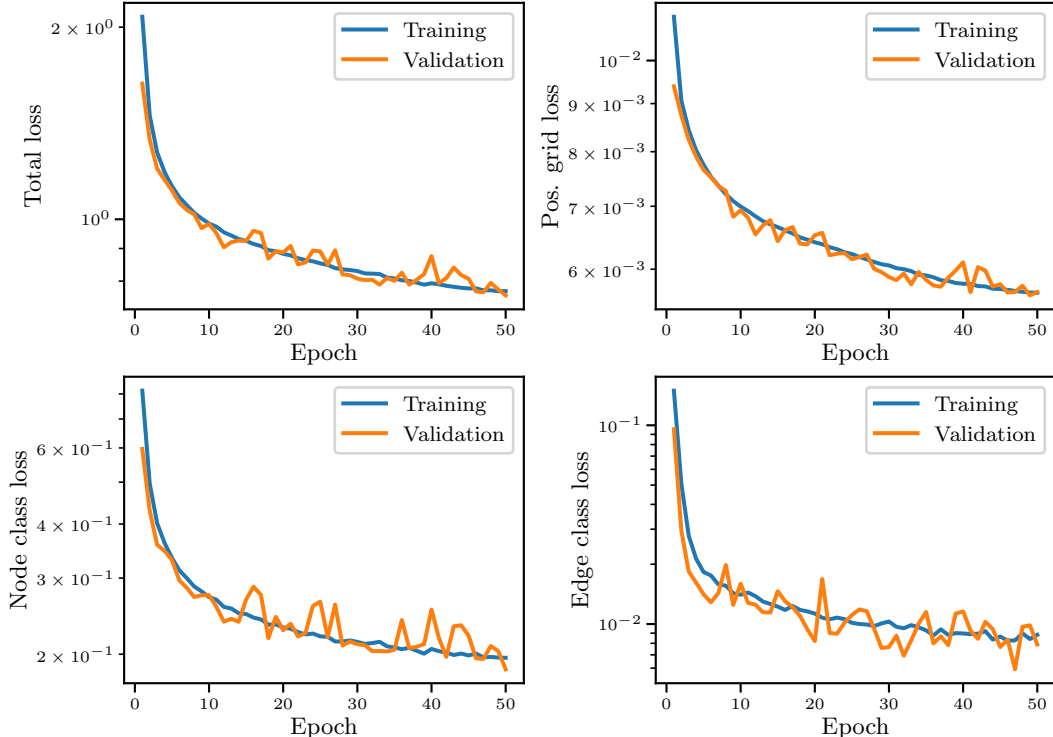 Total loss
2 × 10⁰
10⁰
Training
Validation
0 10 20 30 40 50
Epoch
Pos. grid loss
10⁻²
9 × 10⁻³
8 × 10⁻³
7 × 10⁻³
6 × 10⁻³
Training
Validation
0 10 20 30 40 50
Epoch
Node class loss
6 × 10⁻¹
4 × 10⁻¹
3 × 10⁻¹
2 × 10⁻¹
Training
Validation
0 10 20 30 40 50
Epoch
Edge class loss
10⁻¹
10⁻²
Training
Validation
0 10 20 30 40 50
Epoch